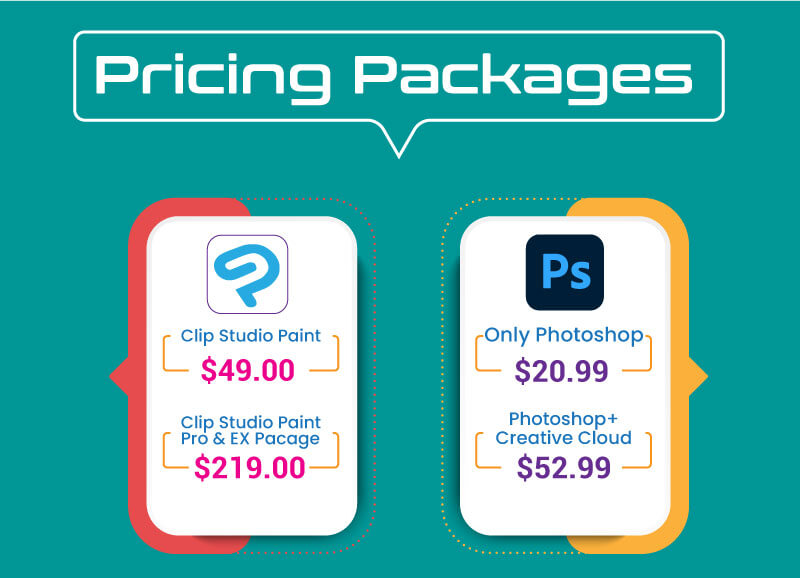 Pricing Packages
Clip Studio Paint
$49.00
Clip Studio Paint
Pro & EX Pacage
$219.00
Ps
Only Photoshop
$20.99
Photoshop+
Creative Cloud
$52.99